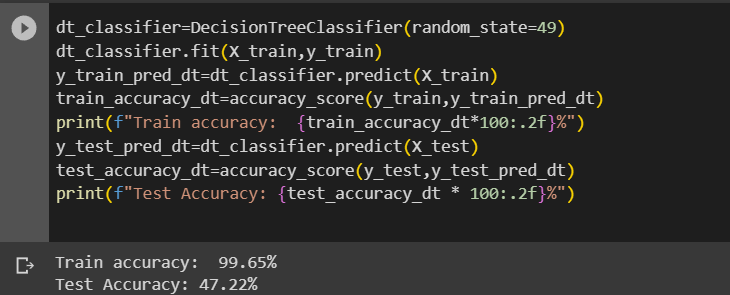 dt_classifier=DecisionTreeClassifier(random_state=49)
dt_classifier.fit(X_train,y_train)
y_train_pred_dt=dt_classifier.predict(X_train)
train_accuracy_dt=accuracy_score(y_train,y_train_pred_dt)
print(f"Train accuracy:  {train_accuracy_dt*100:.2f}%")
y_test_pred_dt=dt_classifier.predict(X_test)
test_accuracy_dt=accuracy_score(y_test,y_test_pred_dt)
print(f"Test Accuracy: {test_accuracy_dt * 100:.2f}%")
Train accuracy:  99.65%
Test Accuracy: 47.22%